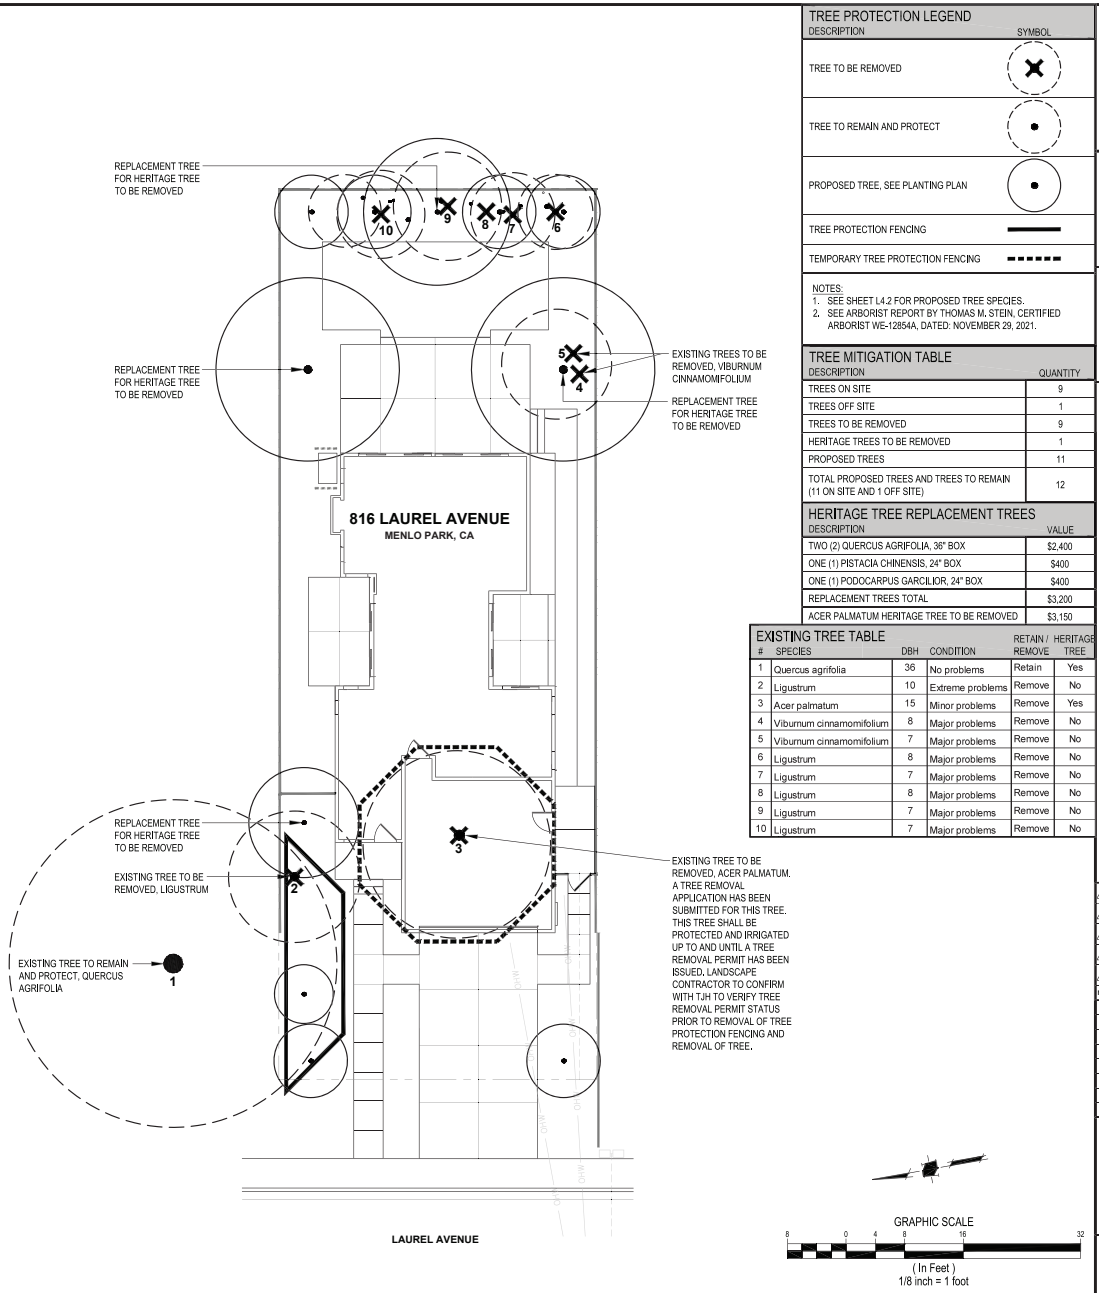 TREE PROTECTION LEGEND
DESCRIPTION SYMBOL
TREE TO BE REMOVED
TREE TO REMAIN AND PROTECT
PROPOSED TREE, SEE PLANTING PLAN
TREE PROTECTION FENCING
TEMPORARY TREE PROTECTION FENCING
NOTES:
1. SEE SHEET L4.2 FOR PROPOSED TREE SPECIES.
2. SEE ARBORIST REPORT BY THOMAS M. STEIN, CERTIFIED
ARBORIST WE-12854A, DATED: NOVEMBER 29, 2021.
TREE MITIGATION TABLE
DESCRIPTION QUANTITY
TREES ON SITE 9
TREES OFF SITE 1
TREES TO BE REMOVED 9
HERITAGE TREES TO BE REMOVED 1
PROPOSED TREES 11
TOTAL PROPOSED TREES AND TREES TO REMAIN
(11 ON SITE AND 1 OFF SITE) 12
HERITAGE TREE REPLACEMENT TREES
DESCRIPTION VALUE
TWO (2) QUERCUS AGRIFOLIA, 36" BOX $2,400
ONE (1) PISTACIA CHINENSIS, 24" BOX $400
ONE (1) PODOCARPUS GARCILIOR, 24" BOX $400
REPLACEMENT TREES TOTAL $3,200
ACER PALMATUM HERITAGE TREE TO BE REMOVED $3,150
EXISTING TREE TABLE RETAIN / HERITAGE
# SPECIES DBH CONDITION REMOVE TREE
1 Quercus agrifolia 36 No problems Retain Yes
2 Ligustrum 10 Extreme problems Remove No
3 Acer palmatum 15 Minor problems Remove Yes
4 Viburnum cinnamomifolium 8 Major problems Remove No
5 Viburnum cinnamomifolium 7 Major problems Remove No
6 Ligustrum 8 Major problems Remove No
7 Ligustrum 7 Major problems Remove No
8 Ligustrum 8 Major problems Remove No
9 Ligustrum 7 Major problems Remove No
10 Ligustrum 7 Major problems Remove No
REPLACEMENT TREE
FOR HERITAGE TREE
TO BE REMOVED
10
9
8
7
6
REPLACEMENT TREE
FOR HERITAGE TREE
TO BE REMOVED
5
4
EXISTING TREES TO BE
REMOVED, VIBURNUM
CINNAMOMIFOLIUM
REPLACEMENT TREE
FOR HERITAGE TREE
TO BE REMOVED
816 LAUREL AVENUE
MENLO PARK, CA
REPLACEMENT TREE
FOR HERITAGE TREE
TO BE REMOVED
EXISTING TREE TO BE
REMOVED, LIGUSTRUM
2
3
EXISTING TREE TO REMAIN
AND PROTECT, QUERCUS
AGRIFOLIA
1
EXISTING TREE TO BE
REMOVED, ACER PALMATUM.
A TREE REMOVAL
APPLICATION HAS BEEN
SUBMITTED FOR THIS TREE.
THIS TREE SHALL BE
PROTECTED AND IRRIGATED
UP TO AND UNTIL A TREE
REMOVAL PERMIT HAS BEEN
ISSUED. LANDSCAPE
CONTRACTOR TO CONFIRM
WITH TJH TO VERIFY TREE
REMOVAL PERMIT STATUS
PRIOR TO REMOVAL OF TREE
PROTECTION FENCING AND
REMOVAL OF TREE.
OHW
OHW
OHW
OHW
OHW
OHW
OHW
LAUREL AVENUE
GRAPHIC SCALE
8 0 4 8 16 32
( In Feet )
1/8 inch = 1 foot